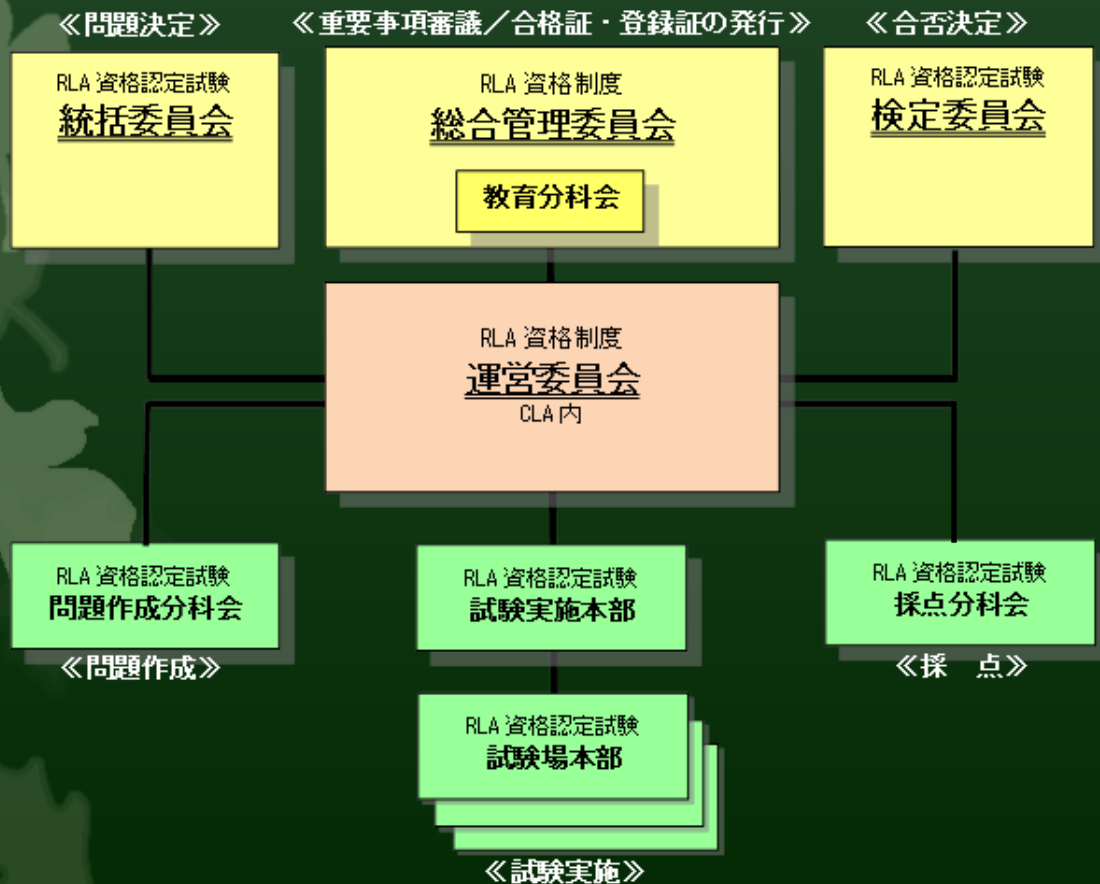 ≪問題決定≫
≪重要事項審議／合格証・登録証の発行≫
≪合否決定≫
RLA 資格認定試験
統括委員会
RLA 資格制度
総合管理委員会
教育分科会
RLA 資格認定試験
検定委員会
RLA 資格制度
運営委員会
CLA 内
RLA 資格認定試験
問題作成分科会
≪問題作成≫
RLA 資格認定試験
試験実施本部
RLA 資格認定試験
採点分科会
≪採　点≫
RLA 資格認定試験
試験場本部
≪試験実施≫